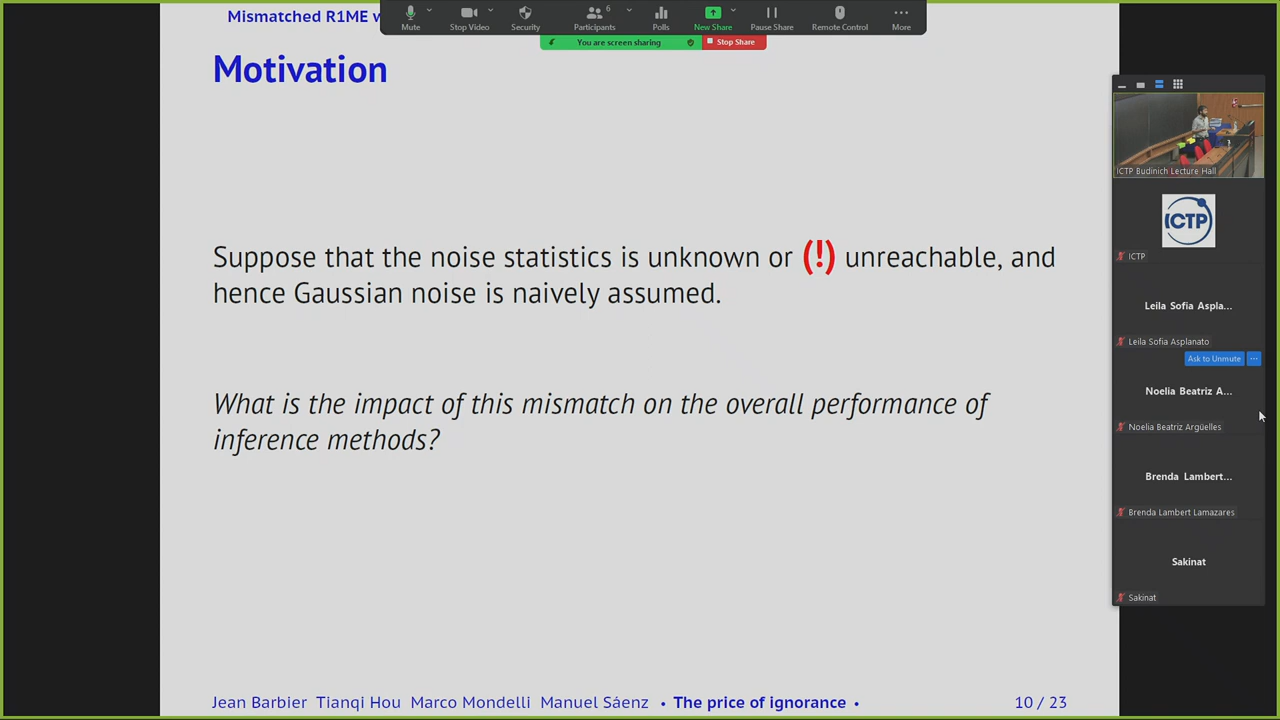 Mismatched R1ME w
Mute
Stop Video
Security
6
Participants
Polls
New Share
Pause Share
Remote Control
More
You are screen sharing
Stop Share
Motivation
Suppose that the noise statistics is unknown or (!) unreachable, and
hence Gaussian noise is naively assumed.
What is the impact of this mismatch on the overall performance of
inference methods?
Jean Barbier Tianqi Hou Marco Mondelli Manuel Sáenz • The price of ignorance •
10 / 23
ICTP Budinich Lecture Hall
ICTP
ICTP
Leila Sofia Aspla...
Leila Sofia Asplanato
Ask to Unmute
Noelia Beatriz A...
Noelia Beatriz Argüelles
Brenda Lambert...
Brenda Lambert Lamazares
Sakinat
Sakinat